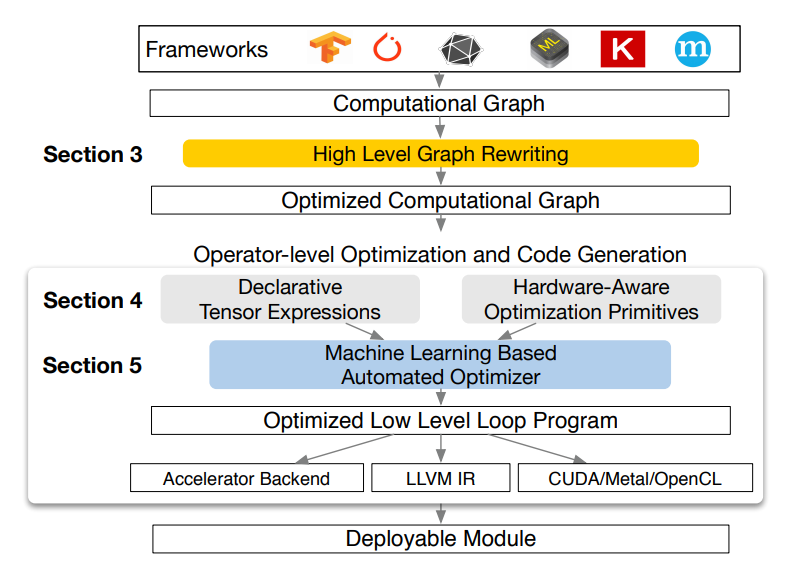 Frameworks
ML
K
m
Computational Graph
Section 3
High Level Graph Rewriting
Optimized Computational Graph
Operator-level Optimization and Code Generation
Section 4
Declarative
Tensor Expressions
Hardware-Aware
Optimization Primitives
Section 5
Machine Learning Based
Automated Optimizer
Optimized Low Level Loop Program
Accelerator Backend
LLVM IR
CUDA/Metal/OpenCL
Deployable Module